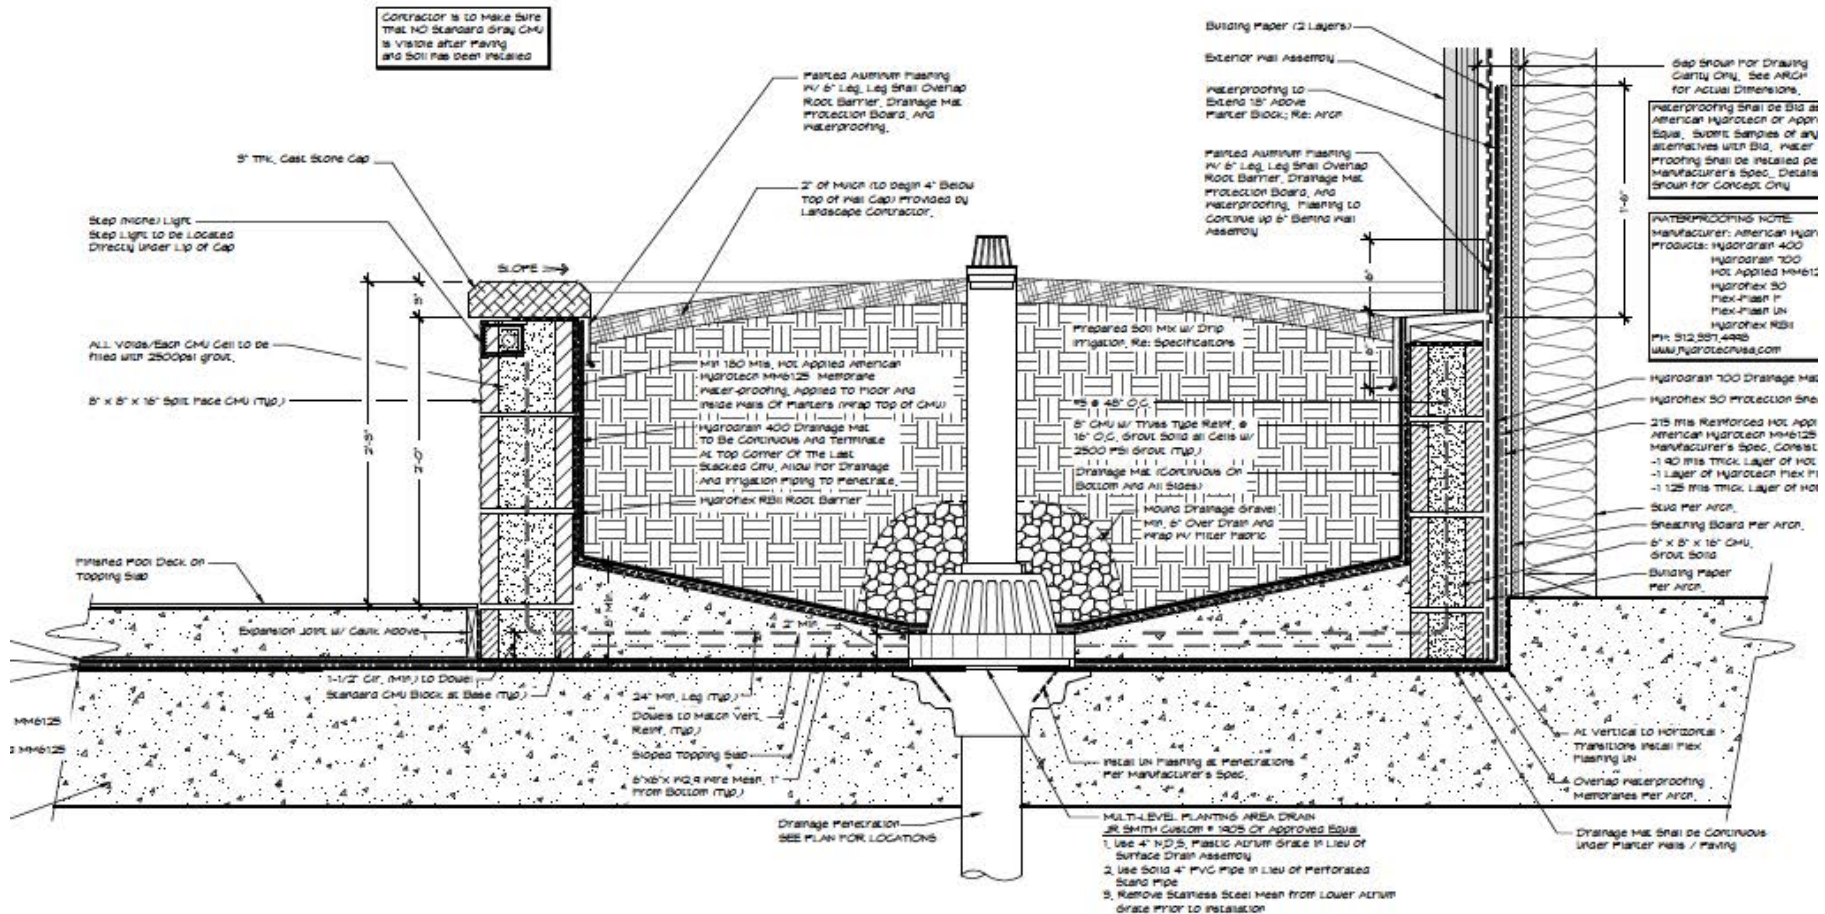 Contractor is to Make Sure
That NO Standard Gray CMU
is Visible after Paving
and Soil has been Installed
Painted Aluminum Flashing
W/ 6" Leg, Leg Shall Overlap
Root Barrier, Drainage Mat
Protection Board, And
Waterproofing.
3" Thk. Cast Stone Cap
2" of Mulch (to begin 4" Below
Top of Wall Cap) Provided by
Landscape Contractor.
Step (Niche) Light
Step Light to be Located
Directly Under Lip of Cap
SLOPE
3"
2'-3"
2'-0"
ALL Voids/Each CMU Cell to be
filled with 2500psi grout.
8" x 8" x 16" Split Face CMU (Typ.)
Min 180 Mils, Hot Applied American
Hydrotech MM6125 Membrane
Water-proofing, Applied To Floor And
Inside Walls Of Planters (Wrap Top of CMU)
Hydrodrain 400 Drainage Mat
To Be Continuous And Terminate
At Top Corner Of The Last
Stacked CMU, Allow For Drainage
And Irrigation Piping To Penetrate.
Hydroflex RBII Root Barrier
Prepared Soil Mix w/ Drip
Irrigation, Re: Specifications
#5 @ 48" O.C.
8" CMU w/ Truss Type Reinf. @
16" O.C. Grout Solid all Cells w/
2500 PSI Grout (Typ.)
Drainage Mat (Continuous On
Bottom And All Sides)
Mound Drainage Gravel
Min. 6" Over Drain And
Wrap W/ Filter Fabric
Building Paper (2 Layers)
Exterior Wall Assembly
Waterproofing to
Extend 18" Above
Planter Block; Re: Arch
Painted Aluminum Flashing
W/ 6" Leg, Leg Shall Overlap
Root Barrier, Drainage Mat
Protection Board, And
Waterproofing. Flashing to
Continue up 6" Behind Wall
Assembly
6"
6"
1'-6"
Gap Shown For Drawing
Clarity Only. See ARCH
for Actual Dimensions.
Waterproofing Shall be Bid as
American Hydrotech or Appr
Equal. Submit Samples of any
alternatives with Bid. Water
Proofing Shall be Installed pe
Manufacturer's Spec. Details
Shown for Concept Only
WATERPROOFING NOTE:
Manufacturer: American Hydr
Products: Hydrodrain 400
Hydrodrain 700
Hot Applied MM612
Hydroflex 30
Flex-Flash F
Flex-Flash UN
Hydroflex RBII
www.hydrotechusa.com
Hydrodrain 700 Drainage Mat
Hydroflex 30 Protection She
215 mils Reinforced Hot Appl
American Hydrotech MM6125
Manufacturer's Spec. Consist
-1 90 mils Thick Layer of Hot
-1 Layer of Hydrotech Flex Fl
-1 125 mils Thick Layer of Ho
Stud Per Arch.
Sheathing Board Per Arch.
6" x 8" x 16" CMU,
Grout Solid
Building Paper
Per Arch.
Finished Pool Deck on
Topping Slab
Expansion Joint w/ Caulk Above
8" Min.
2" Min.
1-1/2" Clr. (Min.) to Dowel
Standard CMU Block at Base (Typ.)
24" Min. Leg (Typ.)
Dowels to Match Vert.
Reinf. (Typ.)
Sloped Topping Slab
6"x6"x W2.9 Wire Mesh, 1"
From Bottom (Typ.)
MM6125
MM6125
Install UN Flashing at Penetrations
Per Manufacturer's Spec.
At Vertical to Horizontal
Transitions Install Flex
Flashing UN
Overlap Waterproofing
Membranes Per Arch.
Drainage Mat Shall be Continuous
Under Planter Walls / Paving
Drainage Penetration
SEE PLAN FOR LOCATIONS
MULTI-LEVEL PLANTING AREA DRAIN
JR SMITH Custom # 1405 Or Approved Equal
1. Use 4" N.D.S. Plastic Atrium Grate in Lieu of
Surface Drain Assembly
2. Use Solid 4" PVC Pipe in Lieu of Perforated
Stand Pipe
3. Remove Stainless Steel Mesh from Lower Atrium
Grate Prior to Installation